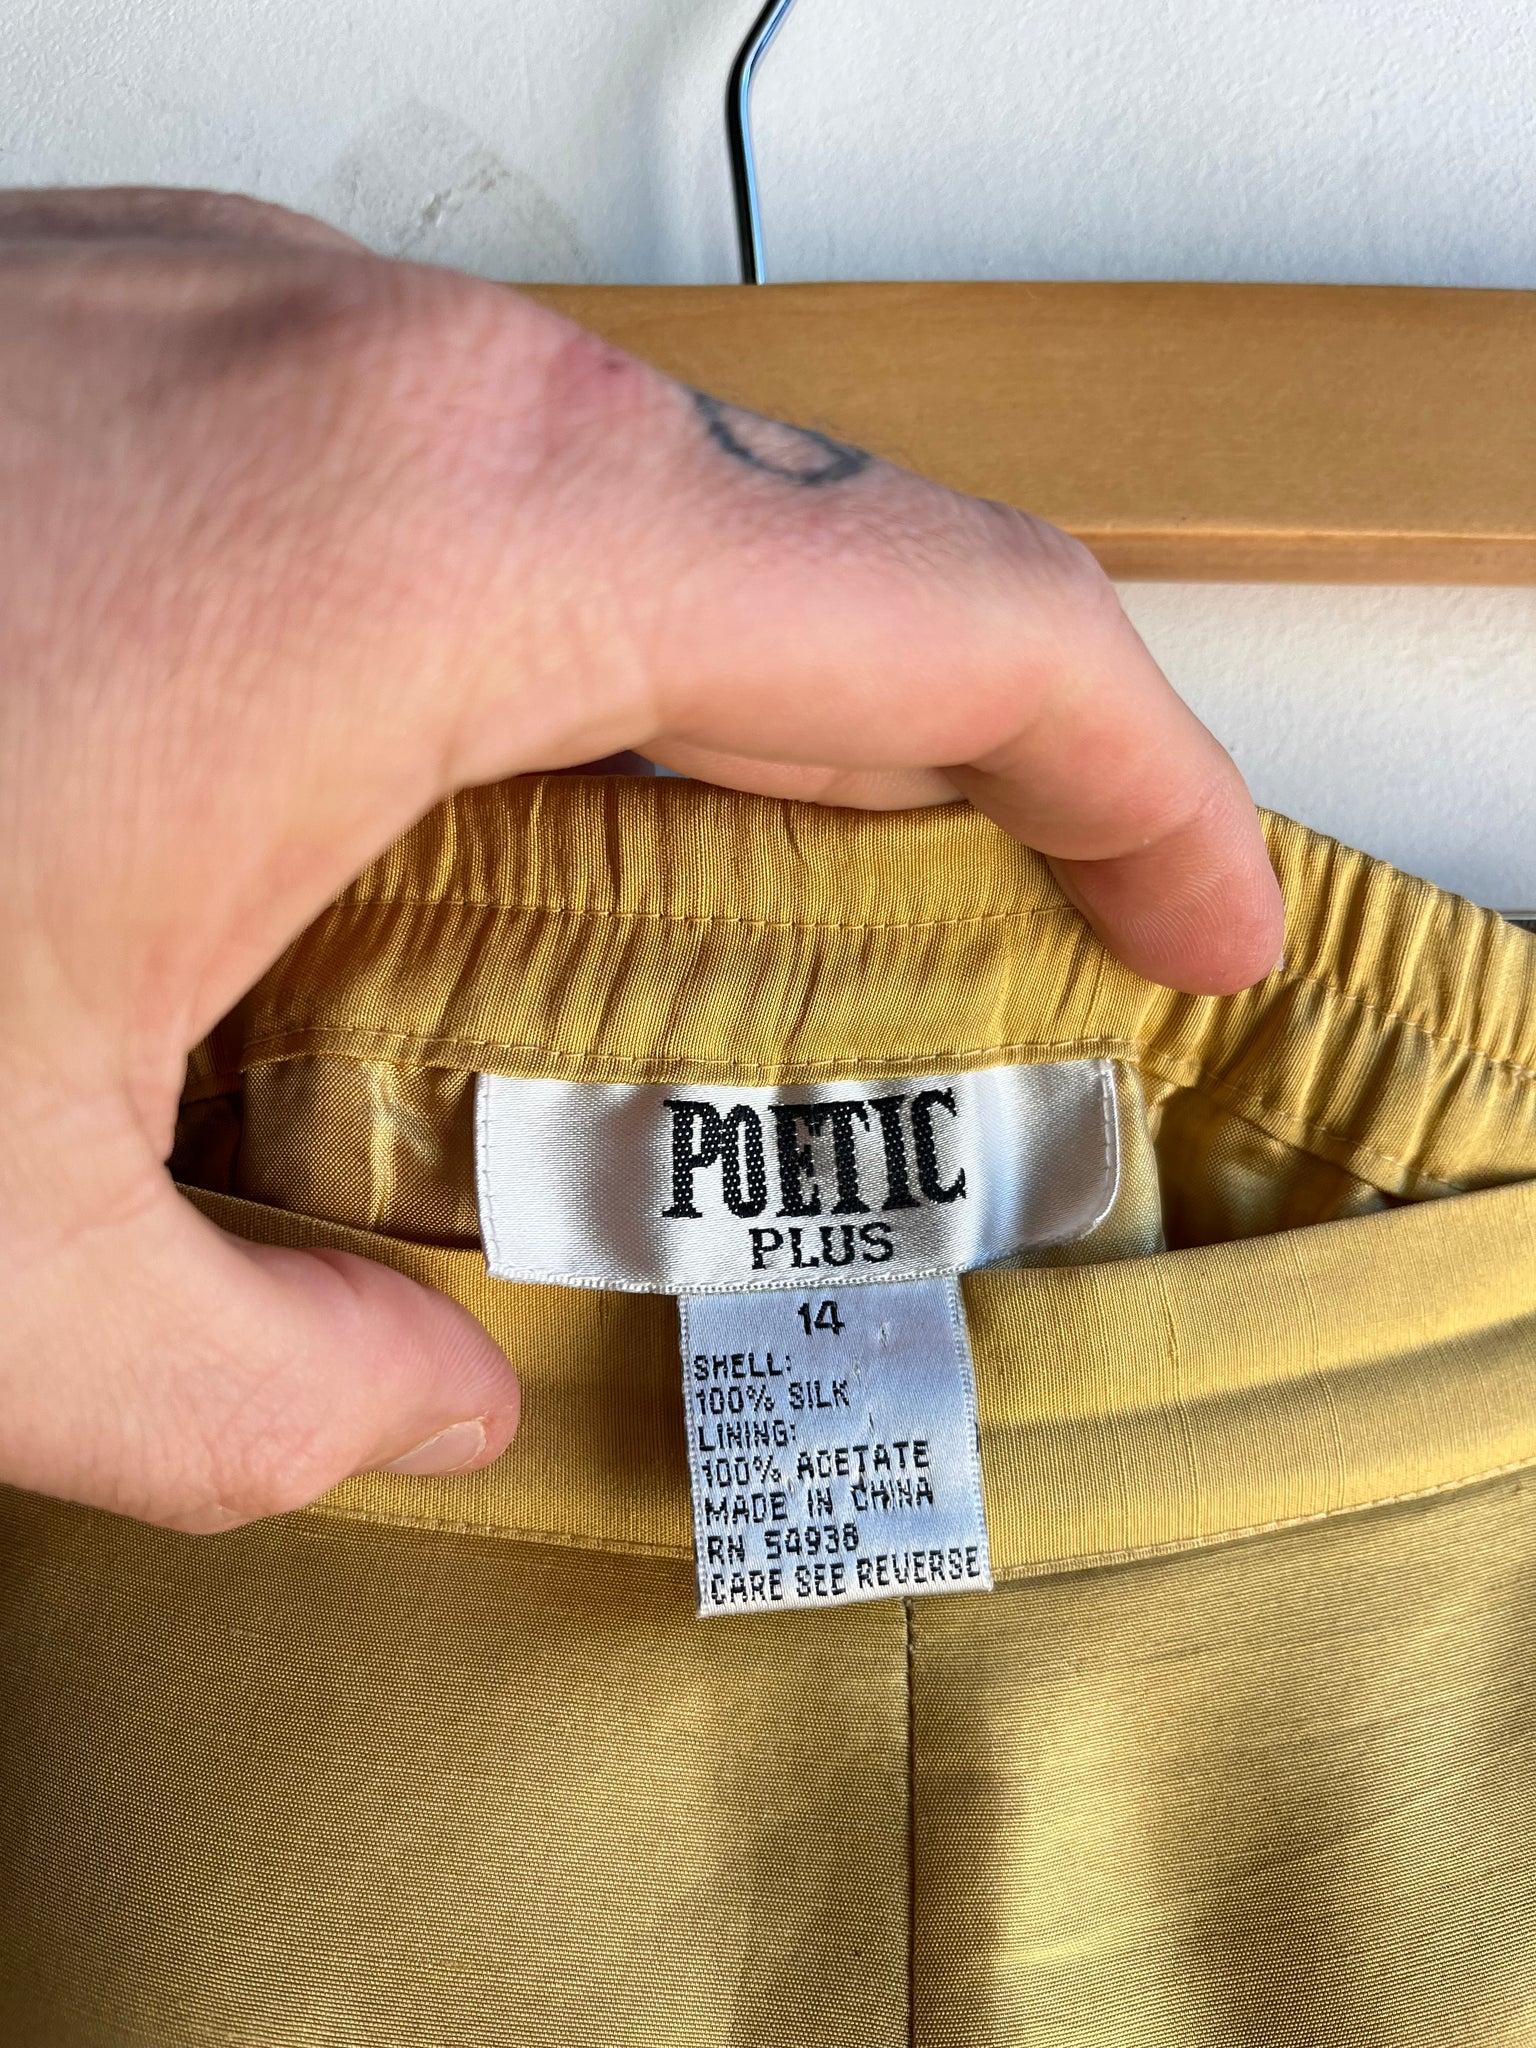 POETIC
PLUS
14
SHELL:
100% SILK
LINING:
100% ACETATE
MADE IN CHINA
RN 54938
CARE SEE REVERSE